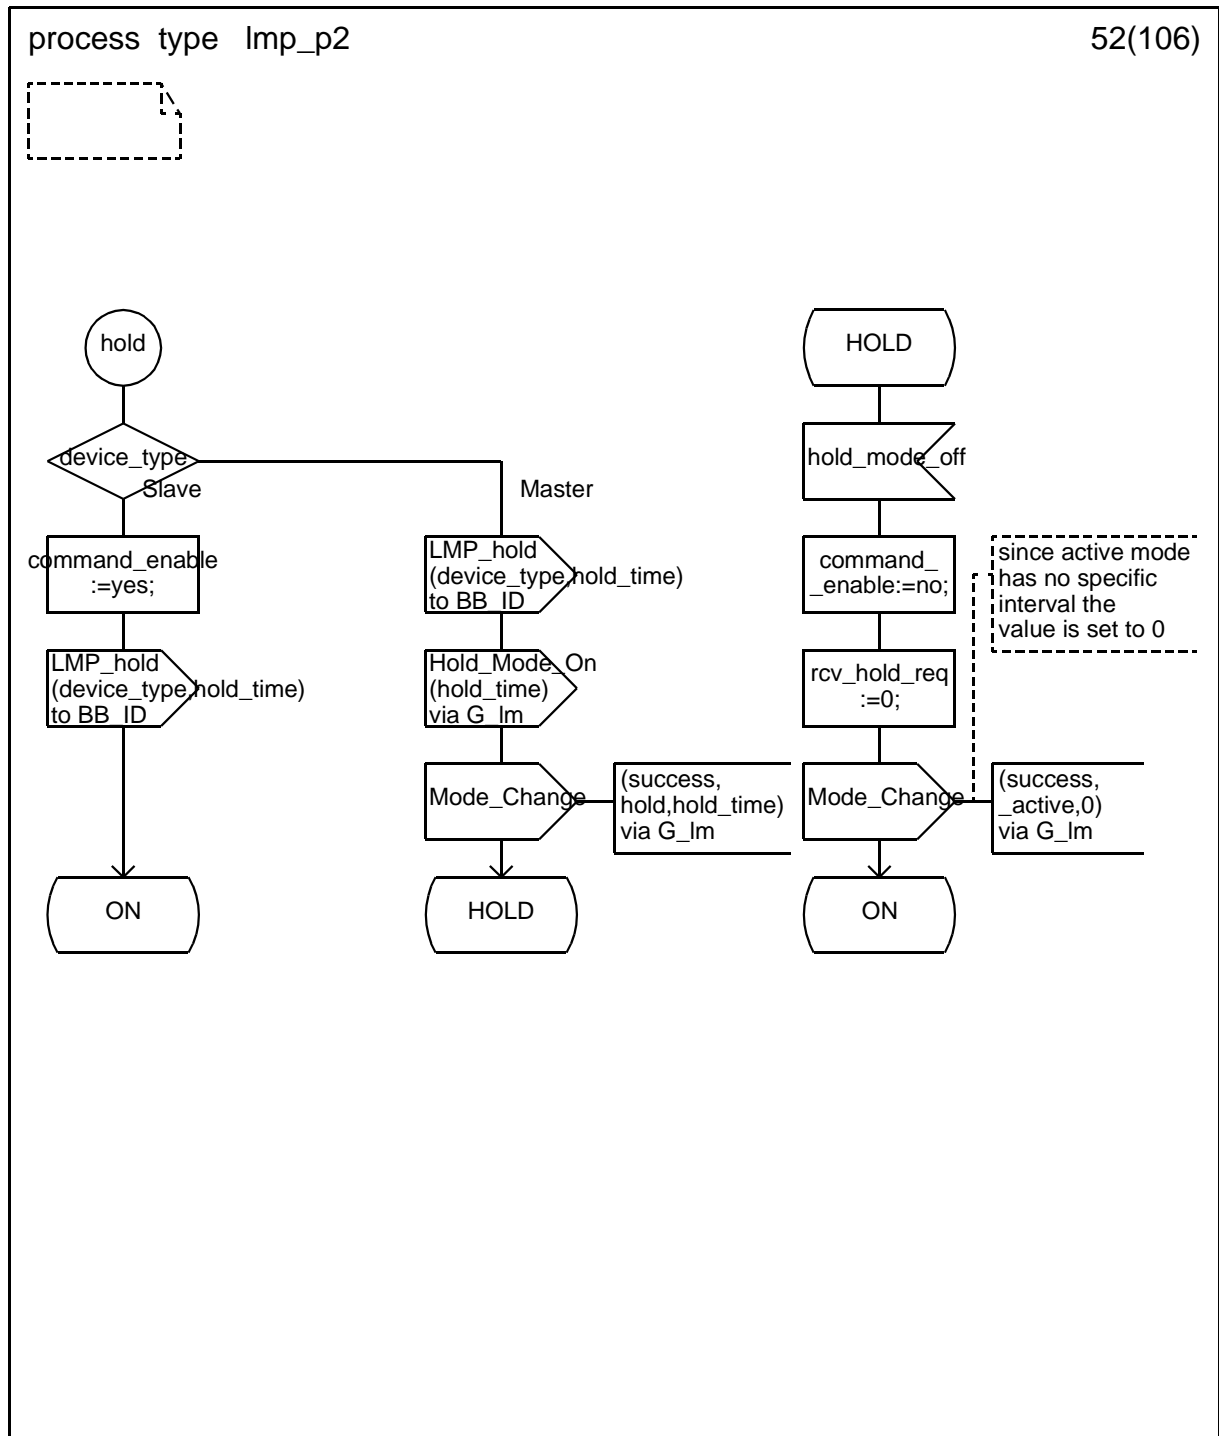 process type lmp_p2
52(106)
hold
device_type
Slave
command_enable
:=yes;
LMP_hold
(device_type,hold_time)
to BB_ID
ON
Master
LMP_hold
(device_type,hold_time)
to BB_ID
Hold_Mode_On
(hold_time)
via G_lm
Mode_Change
(success,
hold,hold_time)
via G_lm
HOLD
HOLD
hold_mode_off
command_
_enable:=no;
since active mode
has no specific
interval the
value is set to 0
rcv_hold_req
:=0;
Mode_Change
(success,
_active,0)
via G_lm
ON